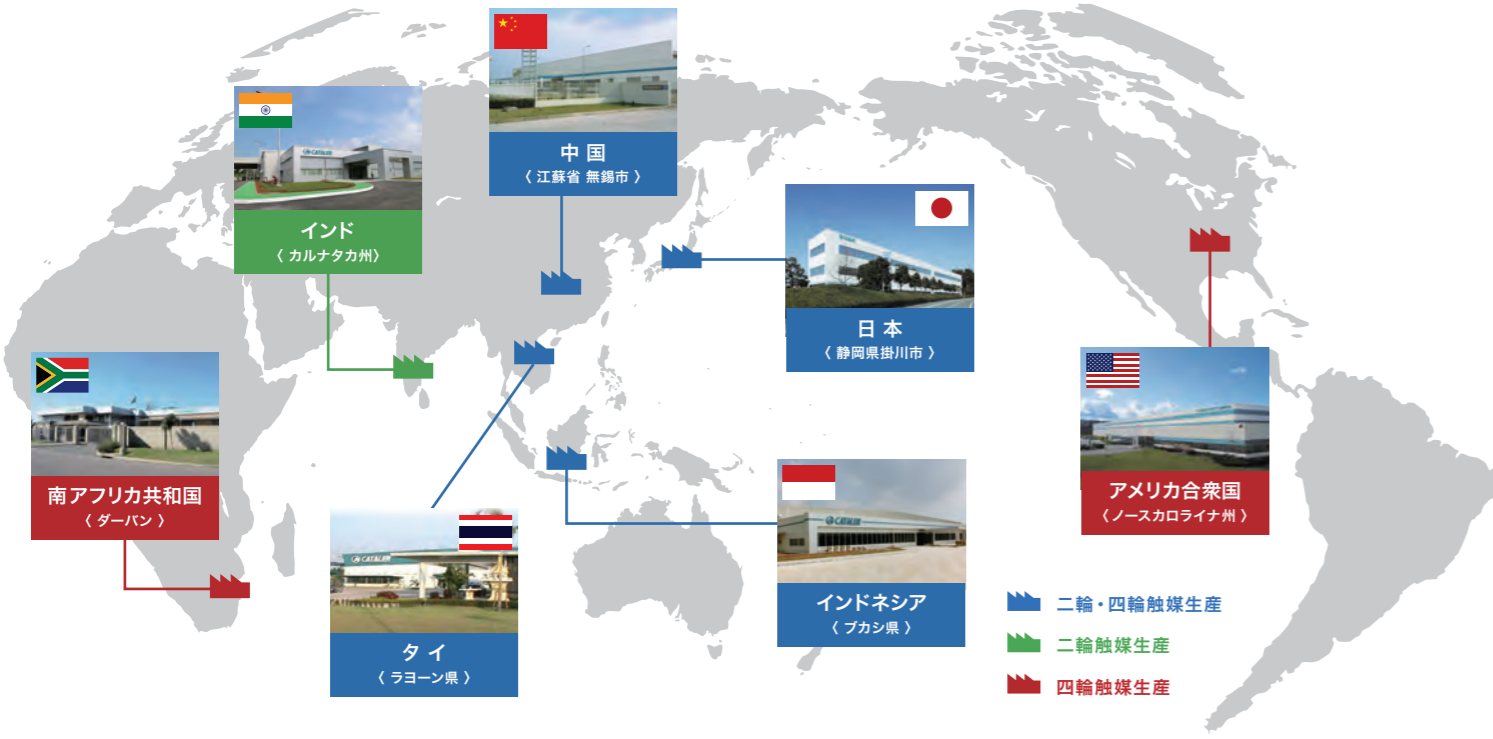 中国
〈 江蘇省 無錫市 〉
CATALER
インド
〈 カルナタカ州〉
日本
〈 静岡県掛川市 〉
南アフリカ共和国
〈 ダーバン 〉
アメリカ合衆国
〈 ノースカロライナ州 〉
CATALER
タイ
〈 ラヨーン県 〉
CATALER
インドネシア
〈 ブカシ県 〉
二輪・四輪触媒生産
二輪触媒生産
四輪触媒生産